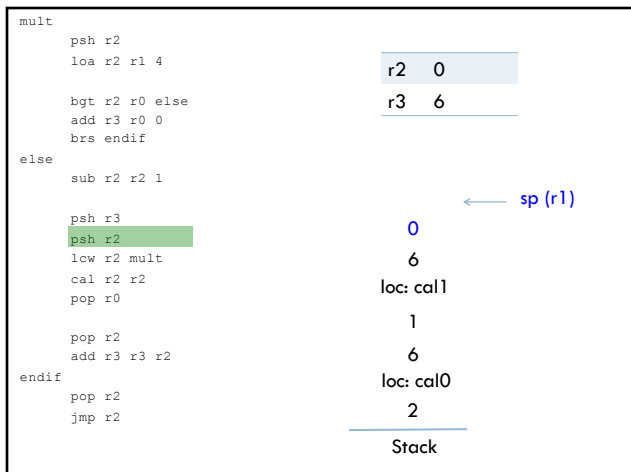 mult
psh r2
loa r2 r1 4
bgt r2 r0 else
add r3 r0 0
brs endif
else
sub r2 r2 1
psh r3
psh r2
lcw r2 mult
cal r2 r2
pop r0
pop r2
add r3 r3 r2
endif
pop r2
jmp r2
r2 0
r3 6
sp (r1)
0
6
loc: cal1
1
6
loc: cal0
2
Stack